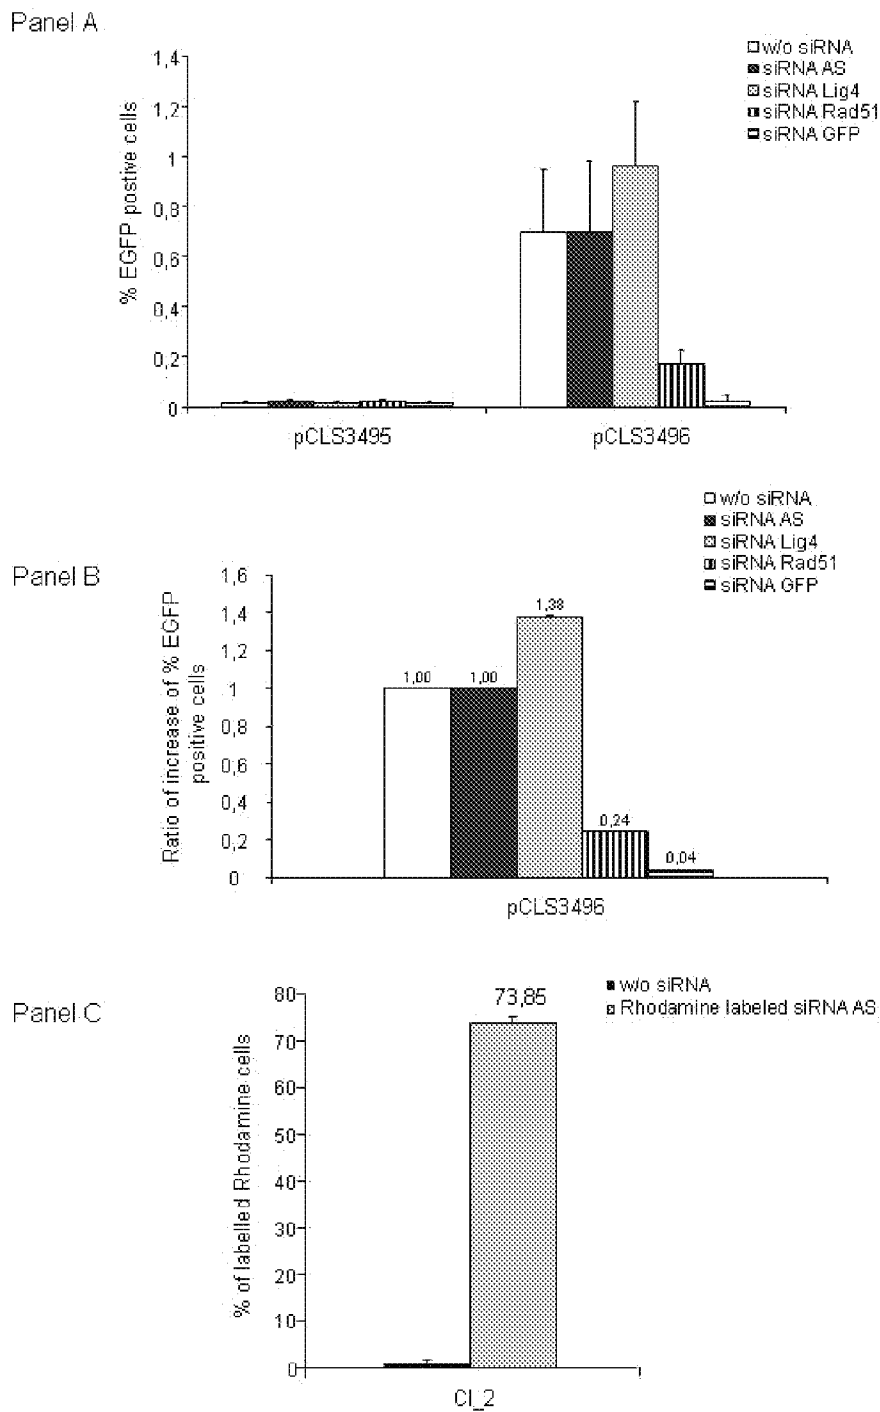 Panel A
% EGFP postive cells
1,4
1,2
1
0,8
0,6
0,4
0,2
0
w/o siRNA
siRNA AS
siRNA Lig4
siRNA Rad51
siRNA GFP
pCLS3495
pCLS3496
Panel B
Ratio of increase of % EGFP
positive cells
1,6
1,4
1,2
1
0,8
0,6
0,4
0,2
0
w/o siRNA
siRNA AS
siRNA Lig4
siRNA Rad51
siRNA GFP
1,00
1,00
1,38
0,24
0,04
pCLS3496
Panel C
% of labelled Rhodamine cells
80
70
60
50
40
30
20
10
0
73,85
w/o siRNA
Rhodamine labeled siRNA AS
Cl_2